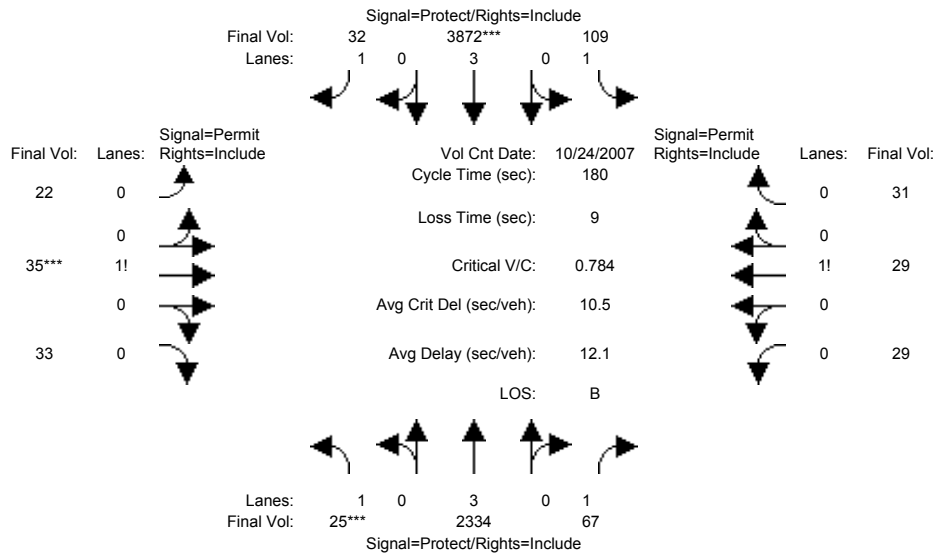 Signal=Protect/Rights=Include
Final Vol: 32 3872*** 109
Lanes: 1 0 3 0 1
Signal=Permit Signal=Permit
Final Vol: Lanes: Rights=Include Vol Cnt Date: 10/24/2007 Rights=Include Lanes: Final Vol:
Cycle Time (sec): 180
22 0 0 31
Loss Time (sec): 9
0 0
35*** 1! Critical V/C: 0.784 1! 29
0 Avg Crit Del (sec/veh): 10.5 0
33 0 Avg Delay (sec/veh): 12.1 0 29
LOS: B
Lanes: 1 0 3 0 1
Final Vol: 25*** 2334 67
Signal=Protect/Rights=Include